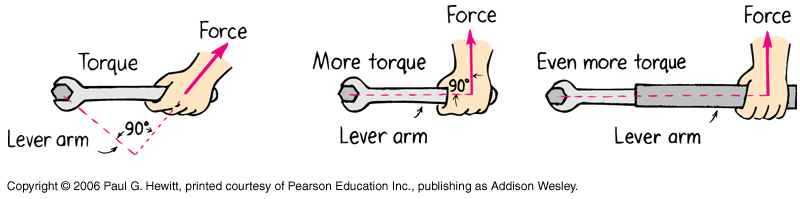 Torque
Force
90°
Lever arm
More torque
Force
90°
Lever arm
Even more torque
Force
Lever arm
Copyright © 2006 Paul G. Hewitt, printed courtesy of Pearson Education Inc., publishing as Addison Wesley.